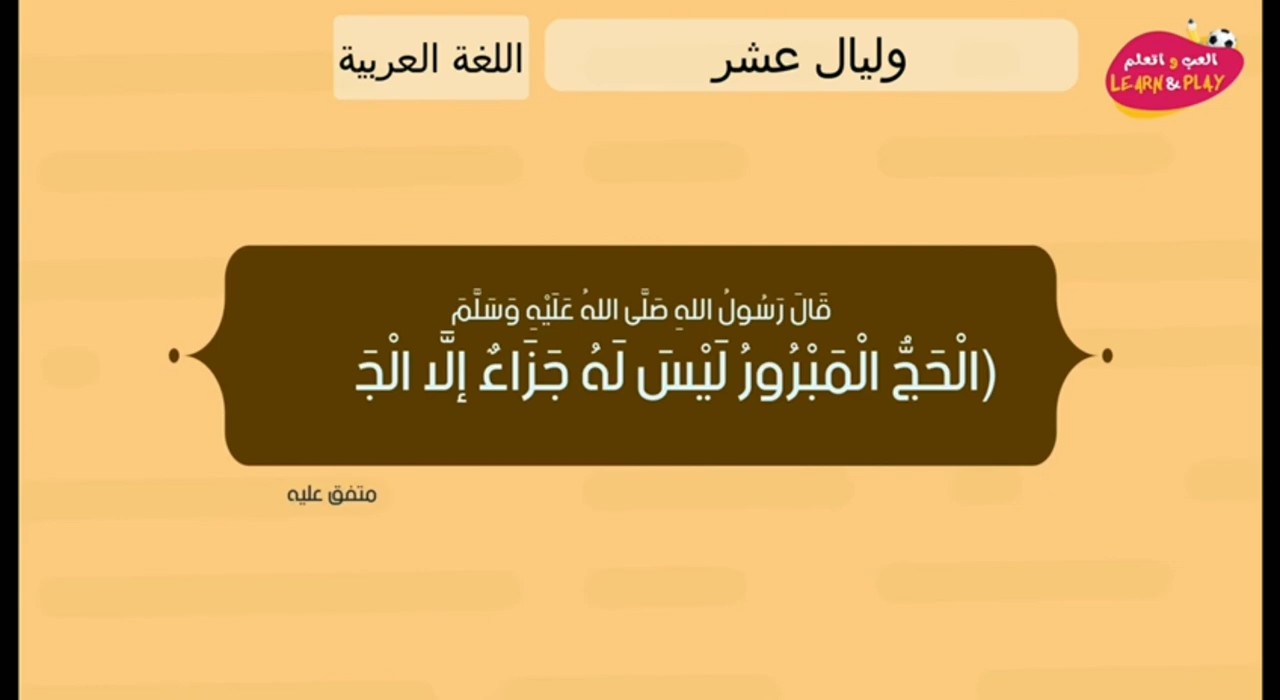 العب و اتعلم
LEARN & PLAY
وليال عشر
اللغة العربية
قَالَ رَسُولُ اللهِ صَلَّى اللهُ عَلَيْهِ وَسَلَّمَ
(الْحَجُّ الْمَبْرُورُ لَيْسَ لَهُ جَزَاءٌ إِلَّا الْجَ
متفق عليه